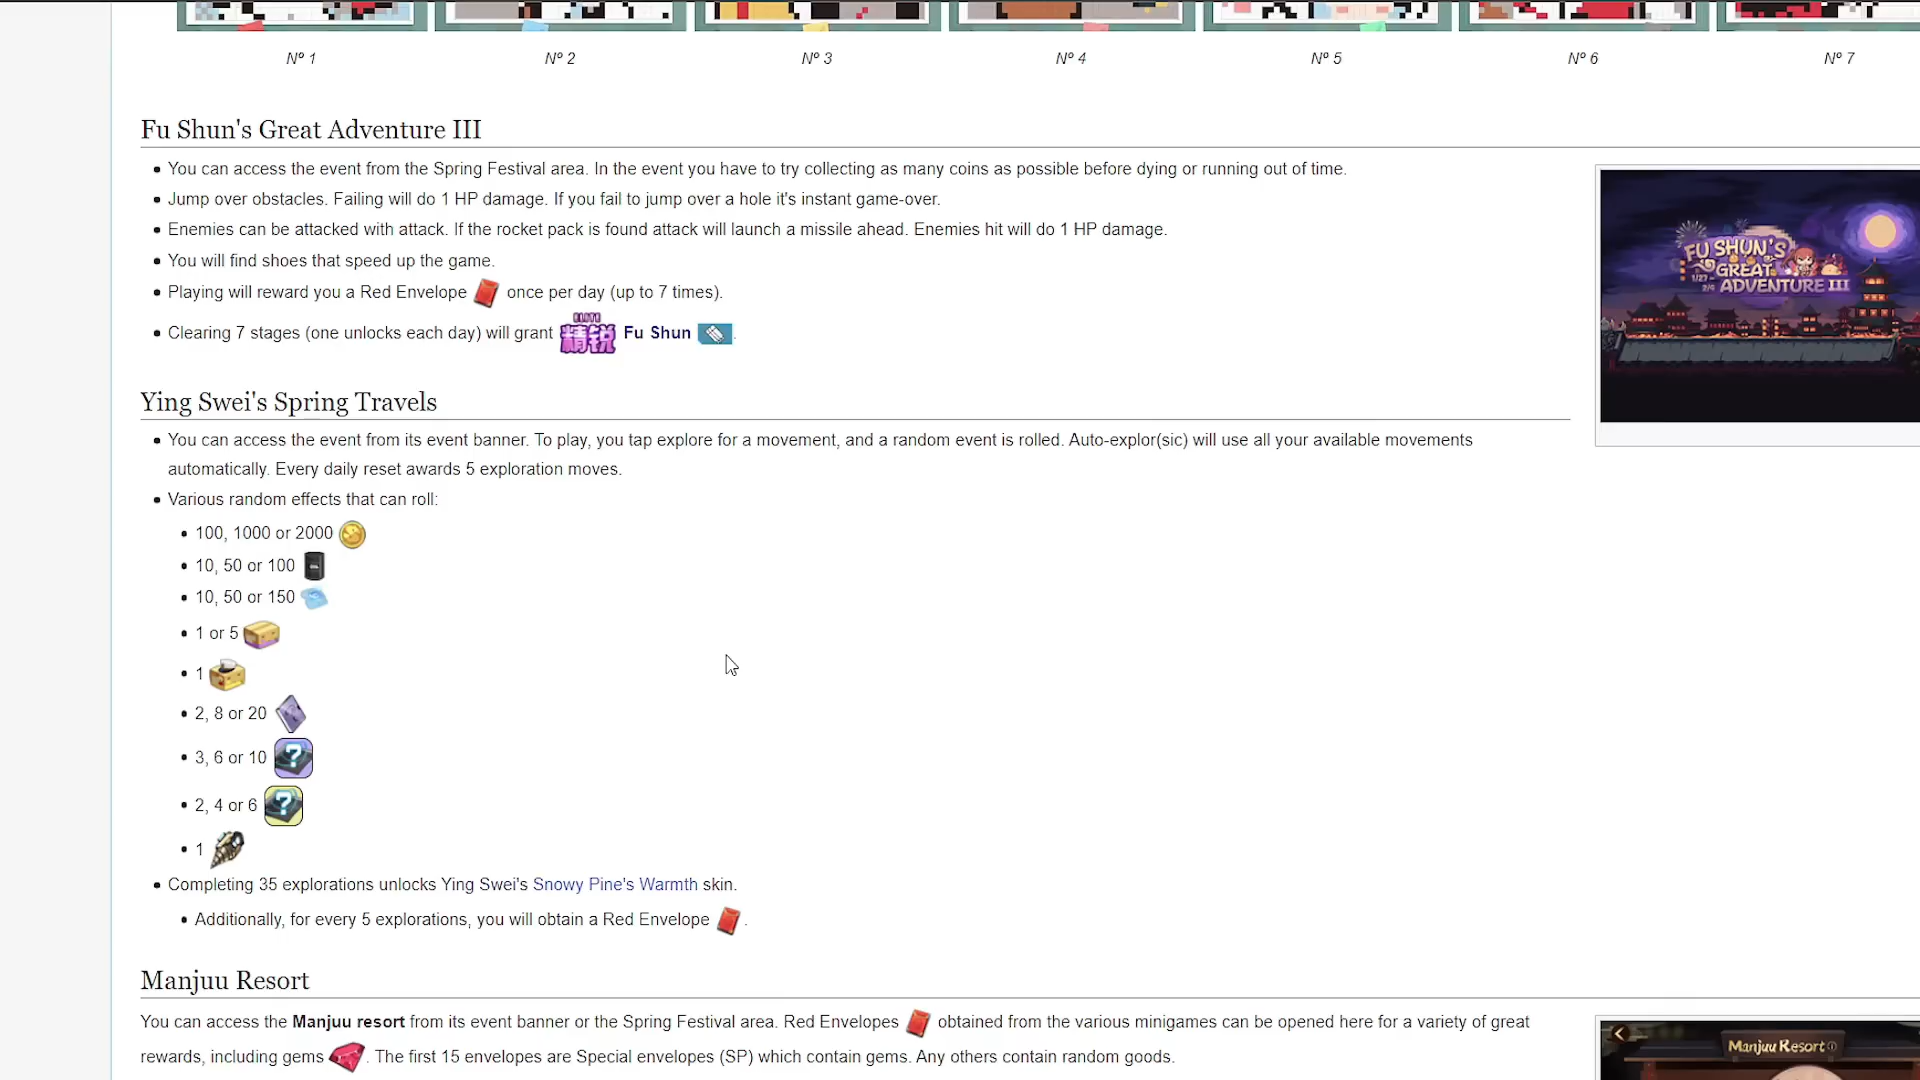 Nº 1 Nº 2 Nº 3 Nº 4 Nº 5 Nº 6 Nº 7
Fu Shun's Great Adventure III
You can access the event from the Spring Festival area. In the event you have to try collecting as many coins as possible before dying or running out of time.
Jump over obstacles. Failing will do 1 HP damage. If you fail to jump over a hole it's instant game-over.
Enemies can be attacked with attack. If the rocket pack is found attack will launch a missile ahead. Enemies hit will do 1 HP damage.
You will find shoes that speed up the game.
Playing will reward you a Red Envelope once per day (up to 7 times).
Clearing 7 stages (one unlocks each day) will grant ELITE 精锐 Fu Shun .
FU SHUN'S
GREAT
ADVENTURE III
Ying Swei's Spring Travels
You can access the event from its event banner. To play, you tap explore for a movement, and a random event is rolled. Auto-explor(sic) will use all your available movements
automatically. Every daily reset awards 5 exploration moves.
Various random effects that can roll:
100, 1000 or 2000
10, 50 or 100
10, 50 or 150
1 or 5
1
2, 8 or 20
3, 6 or 10
2, 4 or 6
1
Completing 35 explorations unlocks Ying Swei's Snowy Pine's Warmth skin.
Additionally, for every 5 explorations, you will obtain a Red Envelope .
Manjuu Resort
You can access the Manjuu resort from its event banner or the Spring Festival area. Red Envelopes obtained from the various minigames can be opened here for a variety of great
rewards, including gems . The first 15 envelopes are Special envelopes (SP) which contain gems. Any others contain random goods.
Manjuu Resort